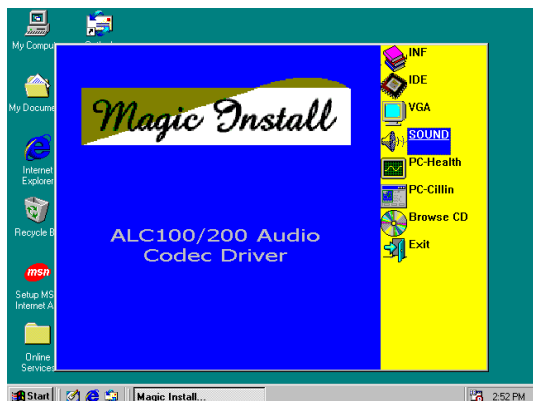 My Compu
Internet
Explorer
My Docume
Recycle B
Setup MS
Internet A
Online
Services
msn
Magic Install
ALC100/200 Audio
Codec Driver
INF
IDE
VGA
SOUND
PC-Health
PC-Cillin
Browse CD
Exit
Start
Magic Install...
2:52 PM